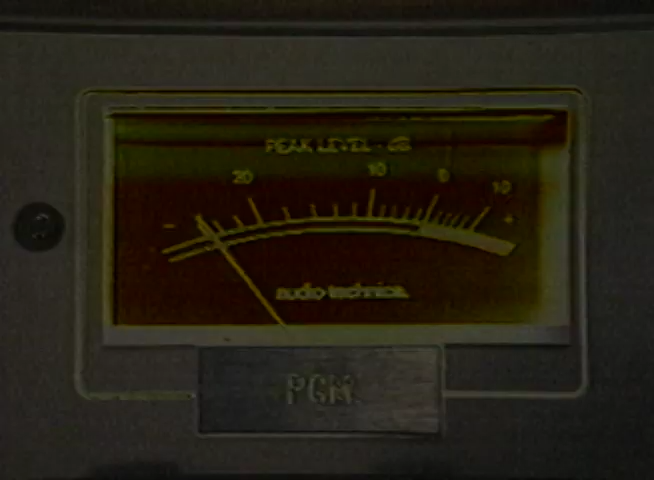 PEAK LEVEL - dB
20 10 0 10
- +
audio-technica.
PGM